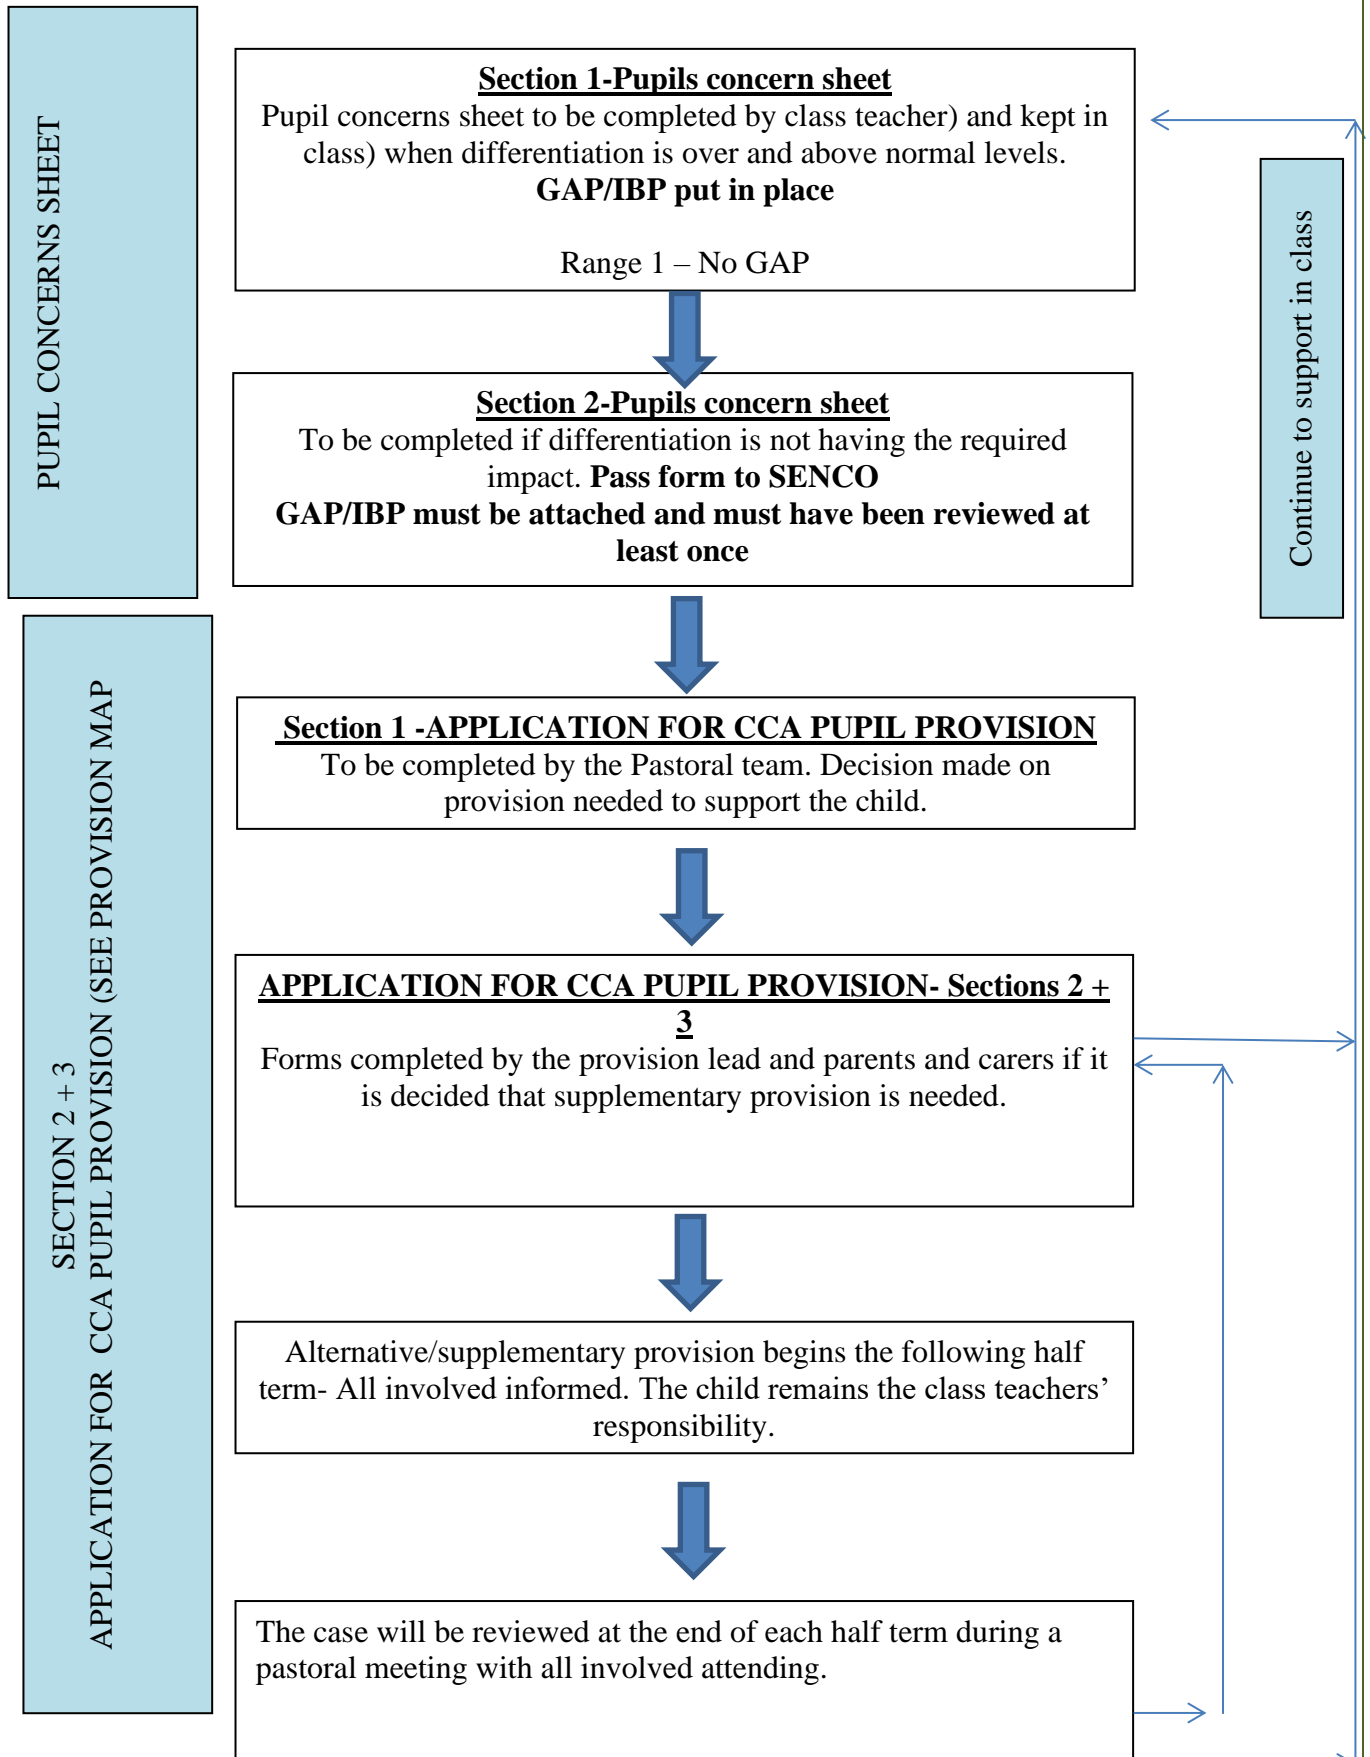 PUPIL CONCERNS SHEET
Section 1-Pupils concern sheet
Pupil concerns sheet to be completed by class teacher) and kept in
class) when differentiation is over and above normal levels.
GAP/IBP put in place
Range 1 – No GAP
Continue to support in class
Section 2-Pupils concern sheet
To be completed if differentiation is not having the required
impact. Pass form to SENCO
GAP/IBP must be attached and must have been reviewed at
least once
SECTION 2 + 3
APPLICATION FOR CCA PUPIL PROVISION (SEE PROVISION MAP
Section 1 -APPLICATION FOR CCA PUPIL PROVISION
To be completed by the Pastoral team. Decision made on
provision needed to support the child.
APPLICATION FOR CCA PUPIL PROVISION- Sections 2 +
3
Forms completed by the provision lead and parents and carers if it
is decided that supplementary provision is needed.
Alternative/supplementary provision begins the following half
term- All involved informed. The child remains the class teachers’
responsibility.
The case will be reviewed at the end of each half term during a
pastoral meeting with all involved attending.